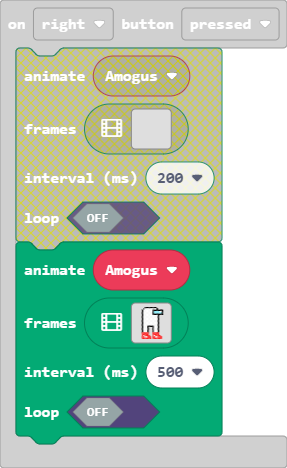 on right button pressed
animate Amogus
frames
interval (ms) 200
loop OFF
animate Amogus
frames
interval (ms) 500
loop OFF